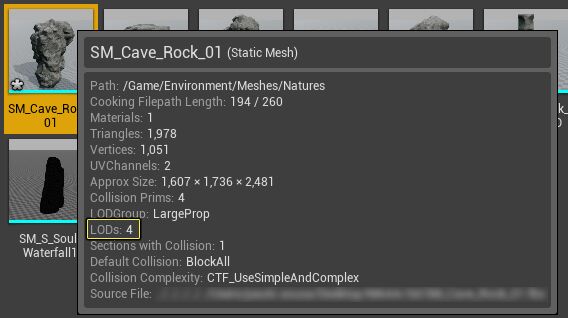 SM_Cave_Rock_01 (Static Mesh)
Path: /Game/Environment/Meshes/Natures
Cooking Filepath Length: 194 / 260
Materials: 1
Triangles: 1,978
Vertices: 1,051
UVChannels: 2
Approx Size: 1,607 × 1,736 × 2,481
Collision Prims: 4
LODGroup: LargeProp
LODs: 4
Sections with Collision: 1
Default Collision: BlockAll
Collision Complexity: CTF_UseSimpleAndComplex
Source File:
SM_Cave_Ro
01
SM_S_Soul
Waterfall1